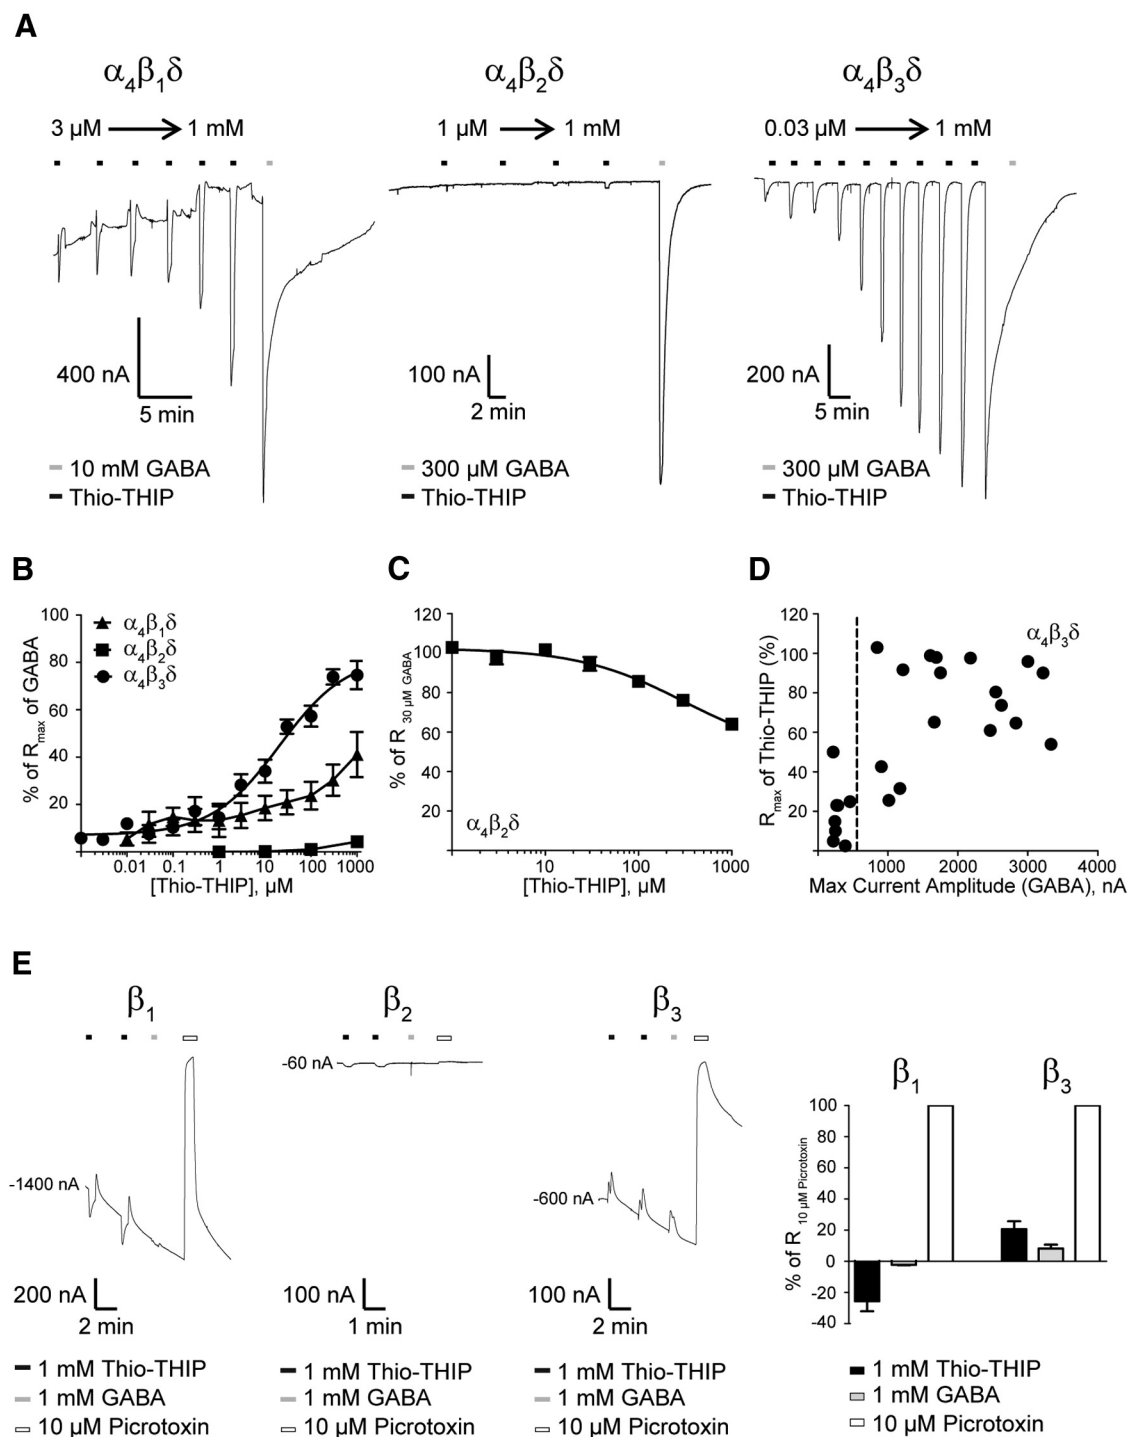 A
α4β1δ
α4β2δ
α4β3δ
3 µM → 1 mM
1 µM → 1 mM
0.03 µM → 1 mM
400 nA
5 min
100 nA
2 min
200 nA
5 min
10 mM GABA
Thio-THIP
300 µM GABA
Thio-THIP
300 µM GABA
Thio-THIP
B
% of Rmax of GABA
100
80
60
40
20
α4β1δ
α4β2δ
α4β3δ
0.01 0.1 1 10 100 1000
[Thio-THIP], µM
C
% of R 30 µM GABA
120
100
80
60
40
20
α4β2δ
10 100 1000
[Thio-THIP], µM
D
Rmax of Thio-THIP (%)
120
100
80
60
40
20
α4β3δ
1000 2000 3000 4000
Max Current Amplitude (GABA), nA
E
β1
-1400 nA
200 nA
2 min
1 mM Thio-THIP
1 mM GABA
10 µM Picrotoxin
β2
-60 nA
100 nA
1 min
1 mM Thio-THIP
1 mM GABA
10 µM Picrotoxin
β3
-600 nA
100 nA
2 min
1 mM Thio-THIP
1 mM GABA
10 µM Picrotoxin
β1
β3
% of R 10 µM Picrotoxin
100
80
60
40
20
0
-20
-40
1 mM Thio-THIP
1 mM GABA
10 µM Picrotoxin